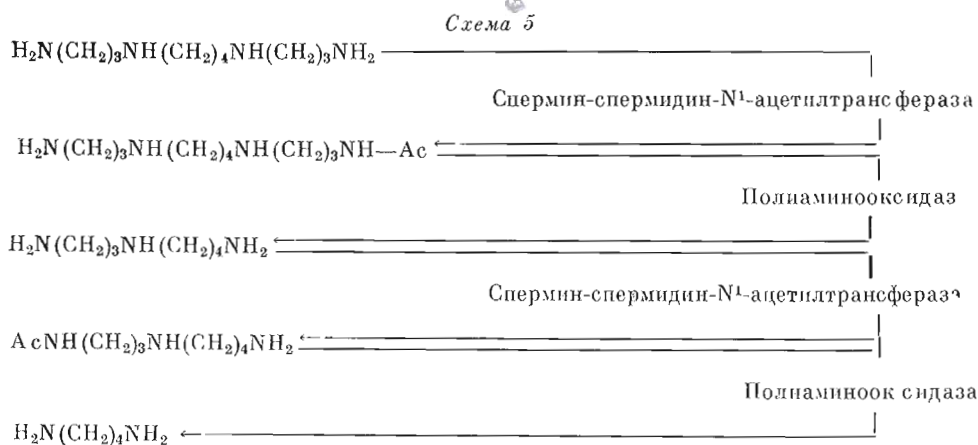 Схема 5
H₂N(CH₂)₃NH(CH₂)₄NH(CH₂)₃NH₂
Спермин-спермидин-N¹-ацетилтрансфераза
H₂N(CH₂)₃NH(CH₂)₄NH(CH₂)₃NH—Ac
Полиаминооксидаз
H₂N(CH₂)₃NH(CH₂)₄NH₂
Спермин-спермидин-N¹-ацетилтрансфераза
AcNH(CH₂)₃NH(CH₂)₄NH₂
Полиаминооксидаза
H₂N(CH₂)₄NH₂